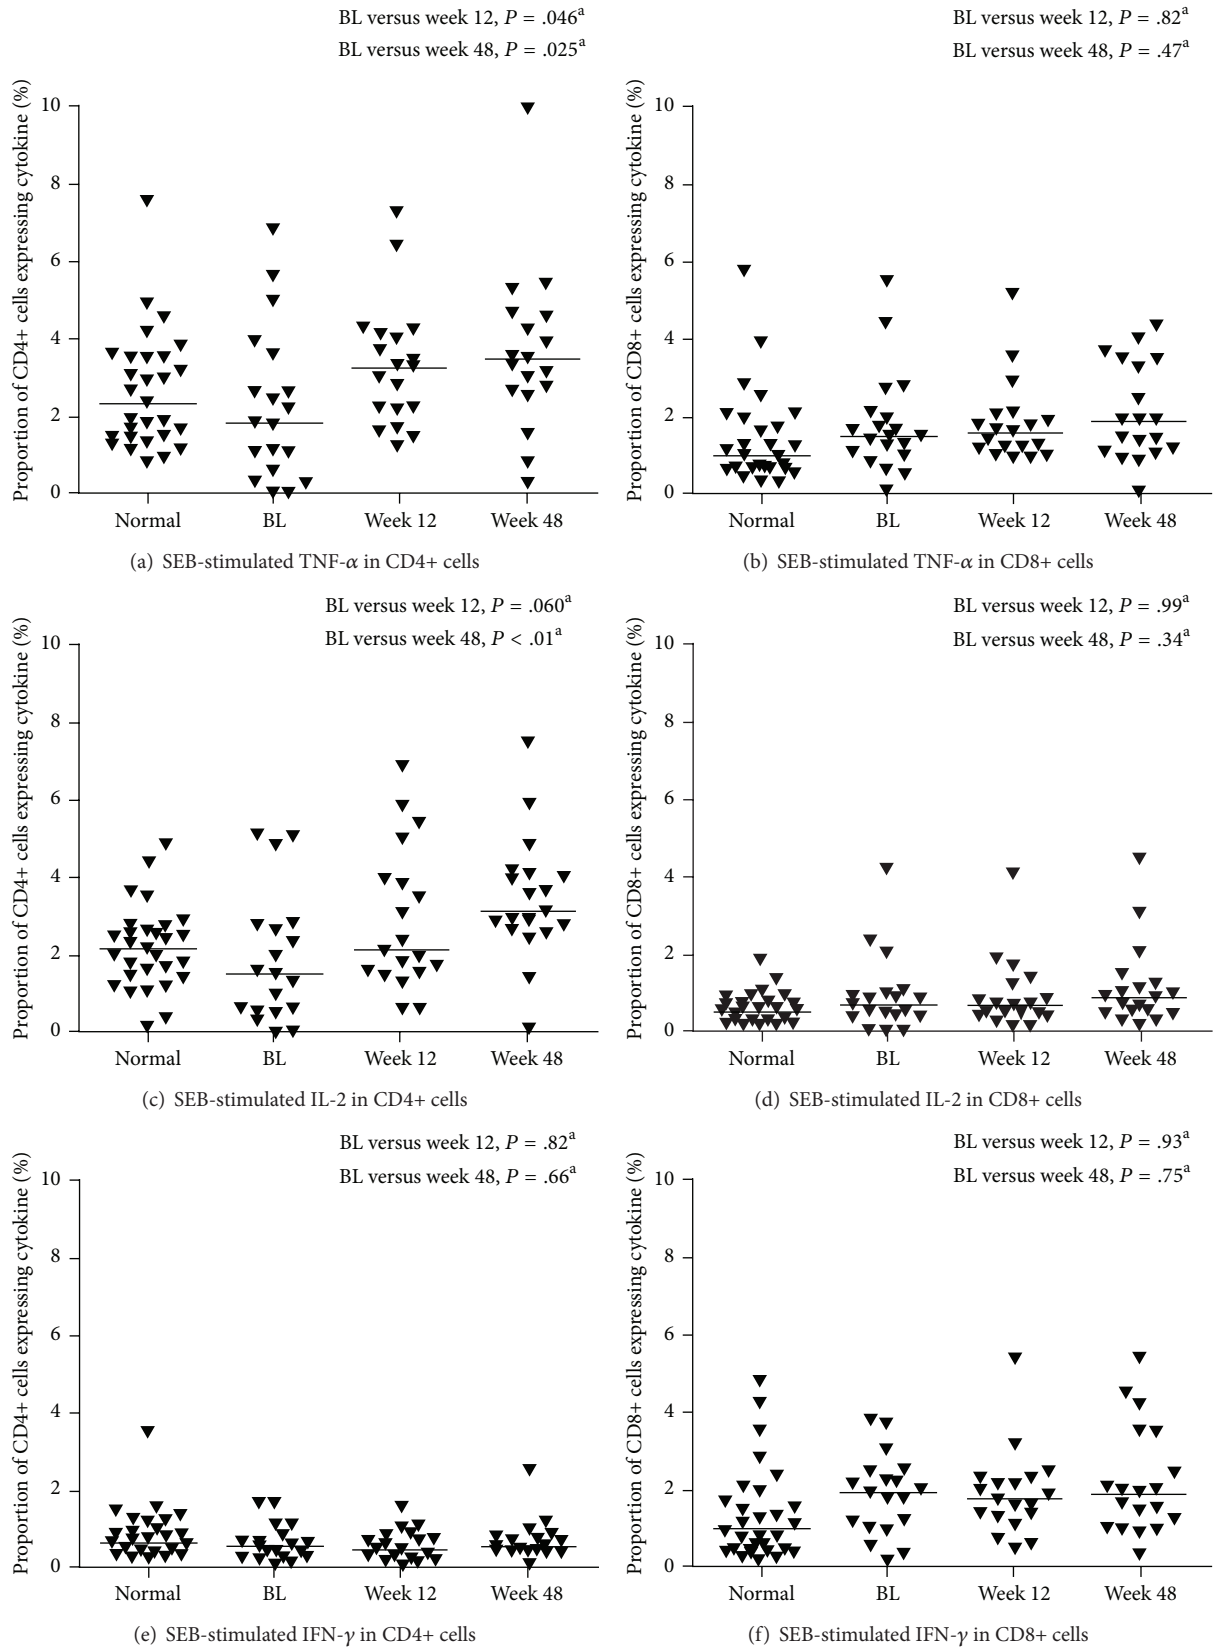 BL versus week 12, P = .046a
BL versus week 48, P = .025a
Proportion of CD4+ cells expressing cytokine (%)
10
8
6
4
2
0
Normal BL Week 12 Week 48
(a) SEB-stimulated TNF-α in CD4+ cells
BL versus week 12, P = .82a
BL versus week 48, P = .47a
Proportion of CD8+ cells expressing cytokine (%)
10
8
6
4
2
0
Normal BL Week 12 Week 48
(b) SEB-stimulated TNF-α in CD8+ cells
BL versus week 12, P = .060a
BL versus week 48, P < .01a
Proportion of CD4+ cells expressing cytokine (%)
10
8
6
4
2
0
Normal BL Week 12 Week 48
(c) SEB-stimulated IL-2 in CD4+ cells
BL versus week 12, P = .99a
BL versus week 48, P = .34a
Proportion of CD8+ cells expressing cytokine (%)
10
8
6
4
2
0
Normal BL Week 12 Week 48
(d) SEB-stimulated IL-2 in CD8+ cells
BL versus week 12, P = .82a
BL versus week 48, P = .66a
Proportion of CD4+ cells expressing cytokine (%)
10
8
6
4
2
0
Normal BL Week 12 Week 48
(e) SEB-stimulated IFN-γ in CD4+ cells
BL versus week 12, P = .93a
BL versus week 48, P = .75a
Proportion of CD8+ cells expressing cytokine (%)
10
8
6
4
2
0
Normal BL Week 12 Week 48
(f) SEB-stimulated IFN-γ in CD8+ cells